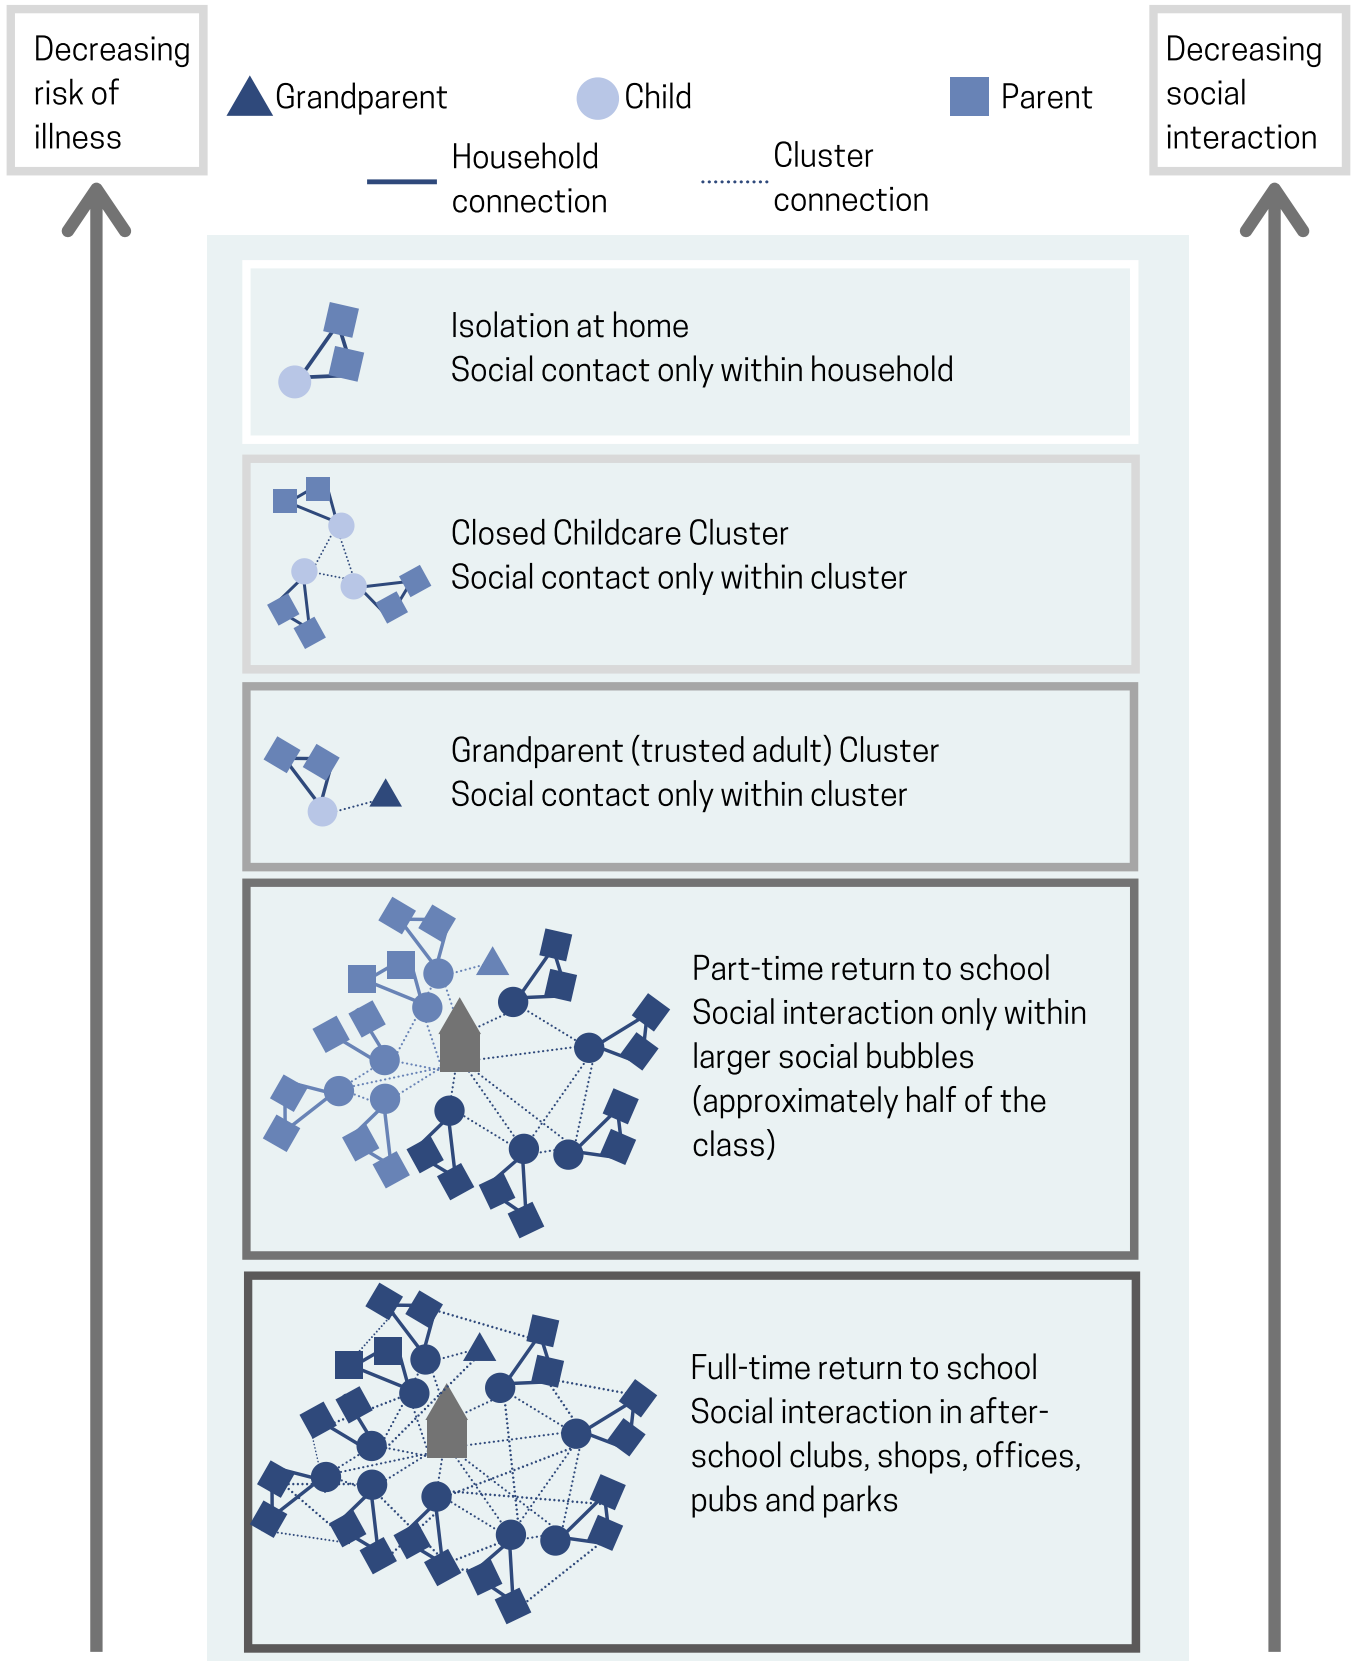 Decreasing
risk of
illness
Decreasing
social
interaction
Grandparent
Child
Parent
Household
connection
Cluster
connection
Isolation at home
Social contact only within household
Closed Childcare Cluster
Social contact only within cluster
Grandparent (trusted adult) Cluster
Social contact only within cluster
Part-time return to school
Social interaction only within
larger social bubbles
(approximately half of the
class)
Full-time return to school
Social interaction in after-
school clubs, shops, offices,
pubs and parks